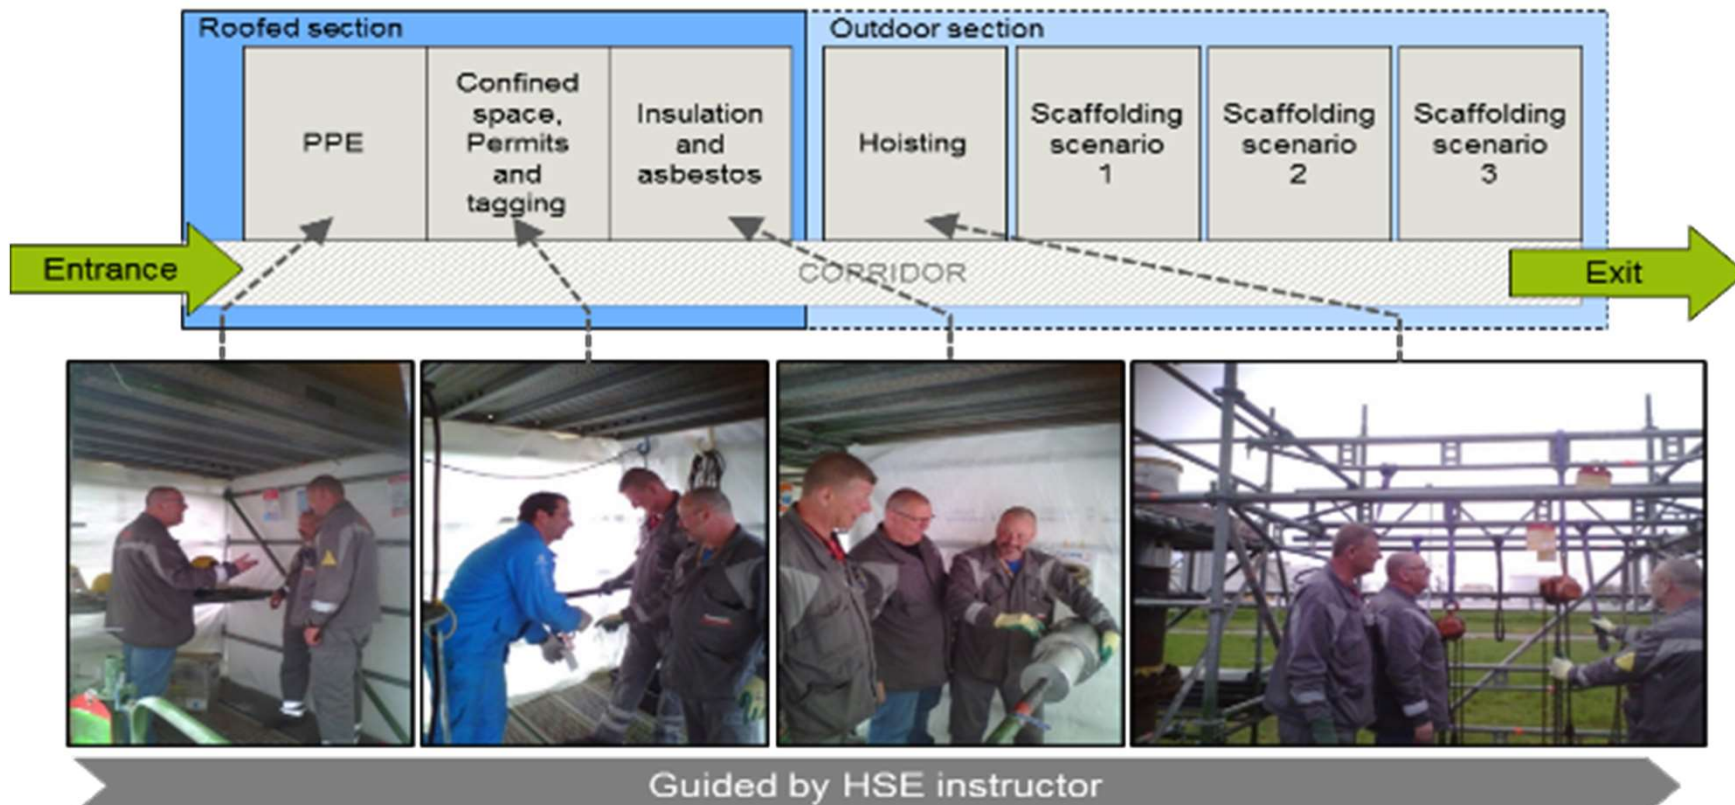 Roofed section
Outdoor section
PPE
Confined
space,
Permits
and
tagging
Insulation
and
asbestos
Hoisting
Scaffolding
scenario
1
Scaffolding
scenario
2
Scaffolding
scenario
3
Entrance
CORRIDOR
Exit
Guided by HSE instructor